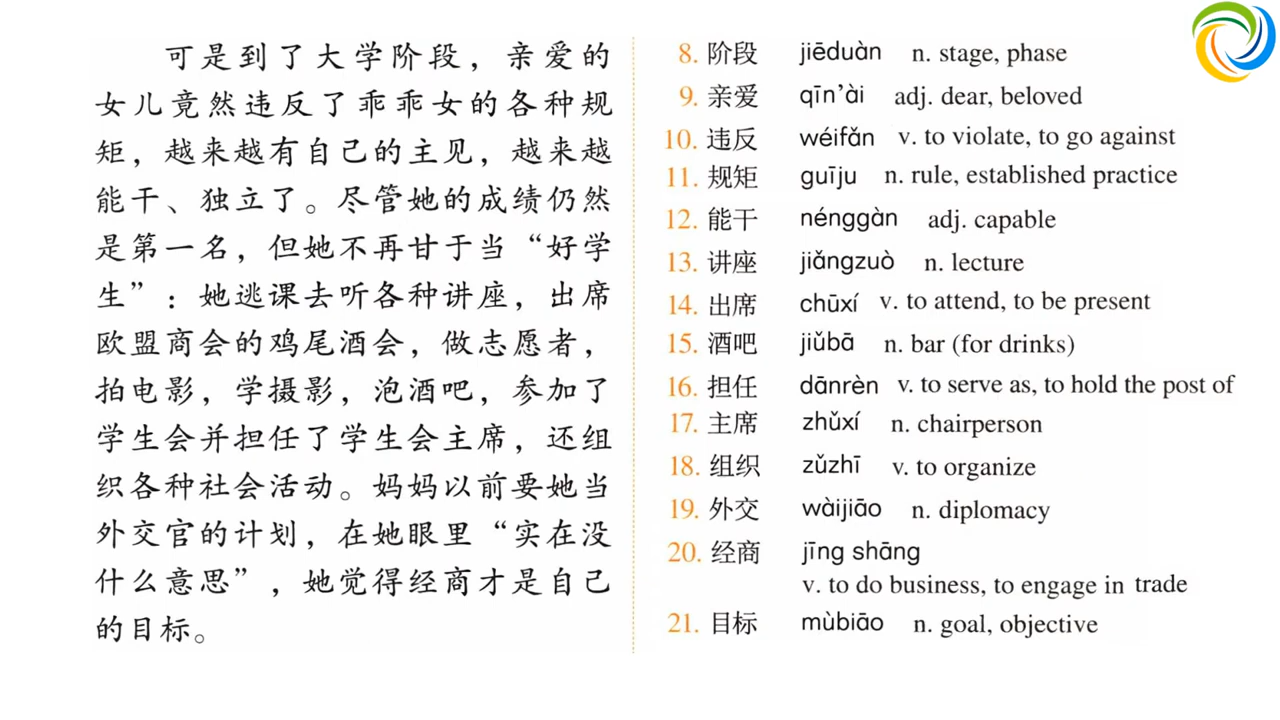 可是到了大学阶段，亲爱的
女儿竟然违反了乖乖女的各种规
矩，越来越有自己的主见，越来越
能干、独立了。尽管她的成绩仍然
是第一名，但她不再甘于当“好学
生”：她逃课去听各种讲座，出席
欧盟商会的鸡尾酒会，做志愿者，
拍电影，学摄影，泡酒吧，参加了
学生会并担任了学生会主席，还组
织各种社会活动。妈妈以前要她当
外交官的计划，在她眼里“实在没
什么意思”，她觉得经商才是自己
的目标。
8. 阶段 jiēduàn n. stage, phase
9. 亲爱 qīn’ài adj. dear, beloved
10. 违反 wéifǎn v. to violate, to go against
11. 规矩 guīju n. rule, established practice
12. 能干 nénggàn adj. capable
13. 讲座 jiǎngzuò n. lecture
14. 出席 chūxí v. to attend, to be present
15. 酒吧 jiǔbā n. bar (for drinks)
16. 担任 dānrèn v. to serve as, to hold the post of
17. 主席 zhǔxí n. chairperson
18. 组织 zǔzhī v. to organize
19. 外交 wàijiāo n. diplomacy
20. 经商 jīng shāng
v. to do business, to engage in trade
21. 目标 mùbiāo n. goal, objective